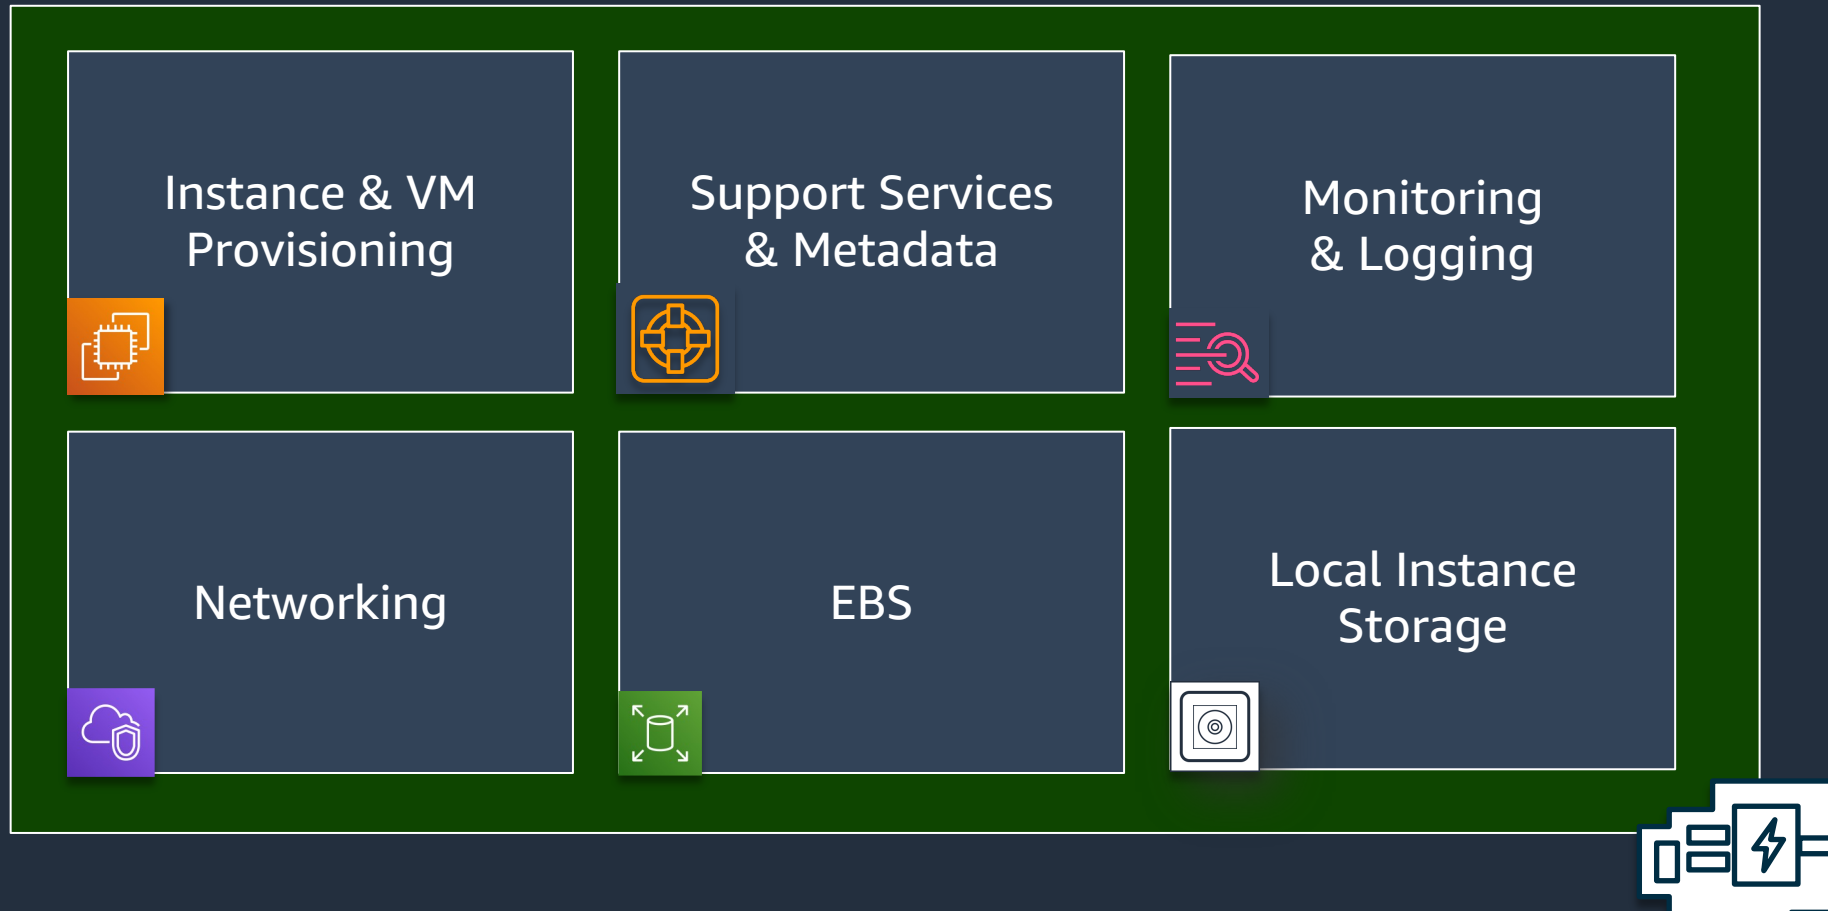 Instance & VM
Provisioning
Support Services
& Metadata
Monitoring
& Logging
Networking
EBS
Local Instance
Storage